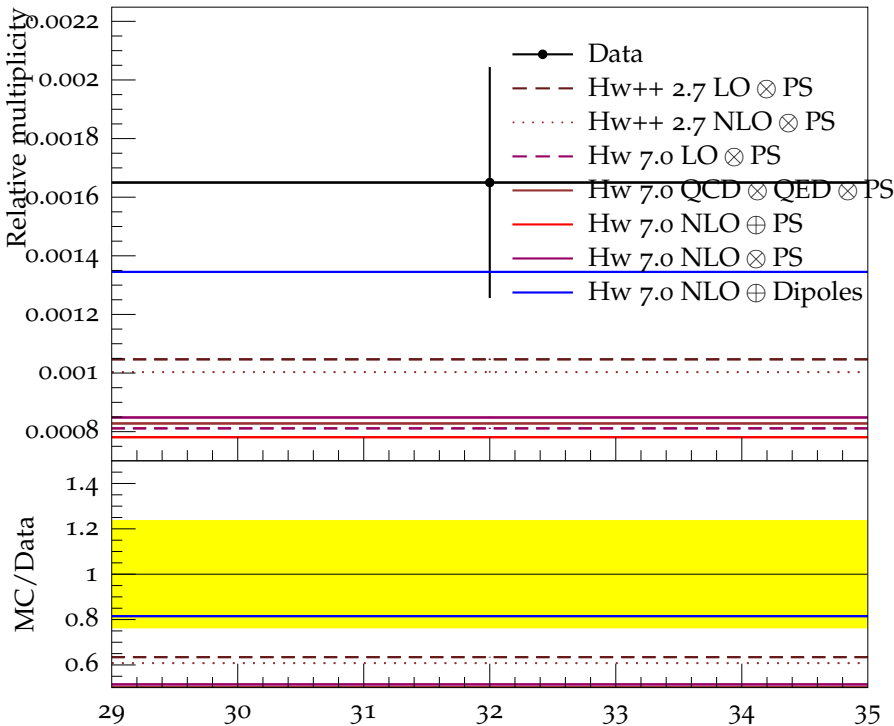 Relative multiplicity
0.0022
0.002
0.0018
0.0016
0.0014
0.0012
0.001
0.0008
Data
Hw++ 2.7 LO ⊗ PS
Hw++ 2.7 NLO ⊗ PS
Hw 7.0 LO ⊗ PS
Hw 7.0 QCD ⊗ QED ⊗ PS
Hw 7.0 NLO ⊕ PS
Hw 7.0 NLO ⊗ PS
Hw 7.0 NLO ⊕ Dipoles
MC/Data
1.4
1.2
1
0.8
0.6
29 30 31 32 33 34 35